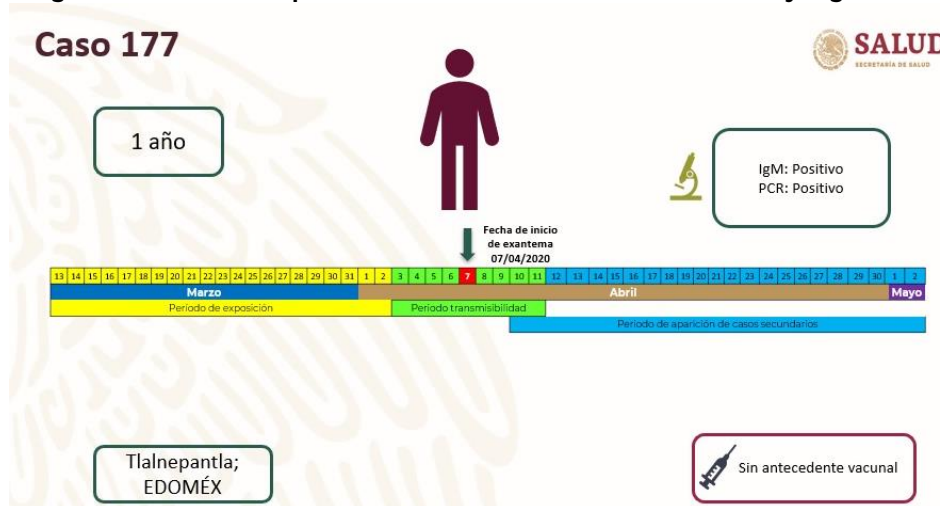 Caso 177
SALUD
SECRETARÍA DE SALUD
1 año
IgM: Positivo
PCR: Positivo
Fecha de inicio
de exantema
07/04/2020
13 14 15 16 17 18 19 20 21 22 23 24 25 26 27 28 29 30 31 1 2 3 4 5 6 7 8 9 10 11 12 13 14 15 16 17 18 19 20 21 22 23 24 25 26 27 28 29 30 1 2
Marzo Abril Mayo
Periodo de exposición Periodo transmisibilidad
Periodo de aparición de casos secundarios
Tlalnepantla;
EDOMÉX
Sin antecedente vacunal